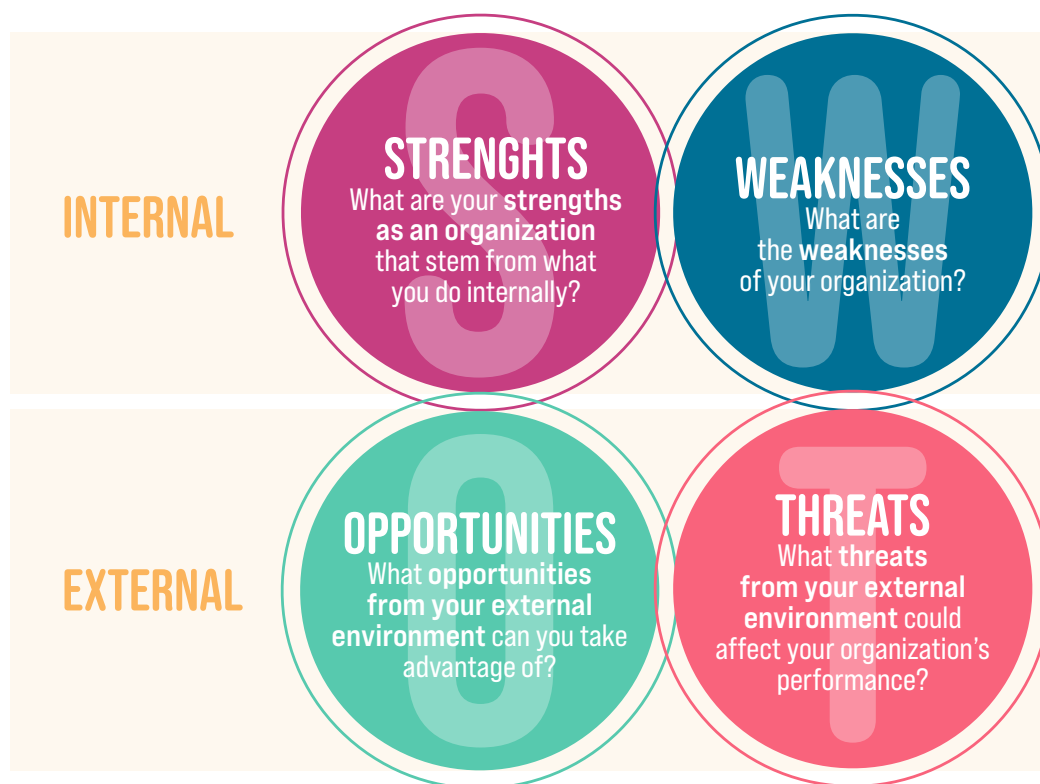 INTERNAL
S
STRENGHTS
What are your strengths
as an organization
that stem from what
you do internally?
W
WEAKNESSES
What are
the weaknesses
of your organization?
EXTERNAL
O
OPPORTUNITIES
What opportunities
from your external
environment can you take
advantage of?
T
THREATS
What threats
from your external
environment could
affect your organization’s
performance?